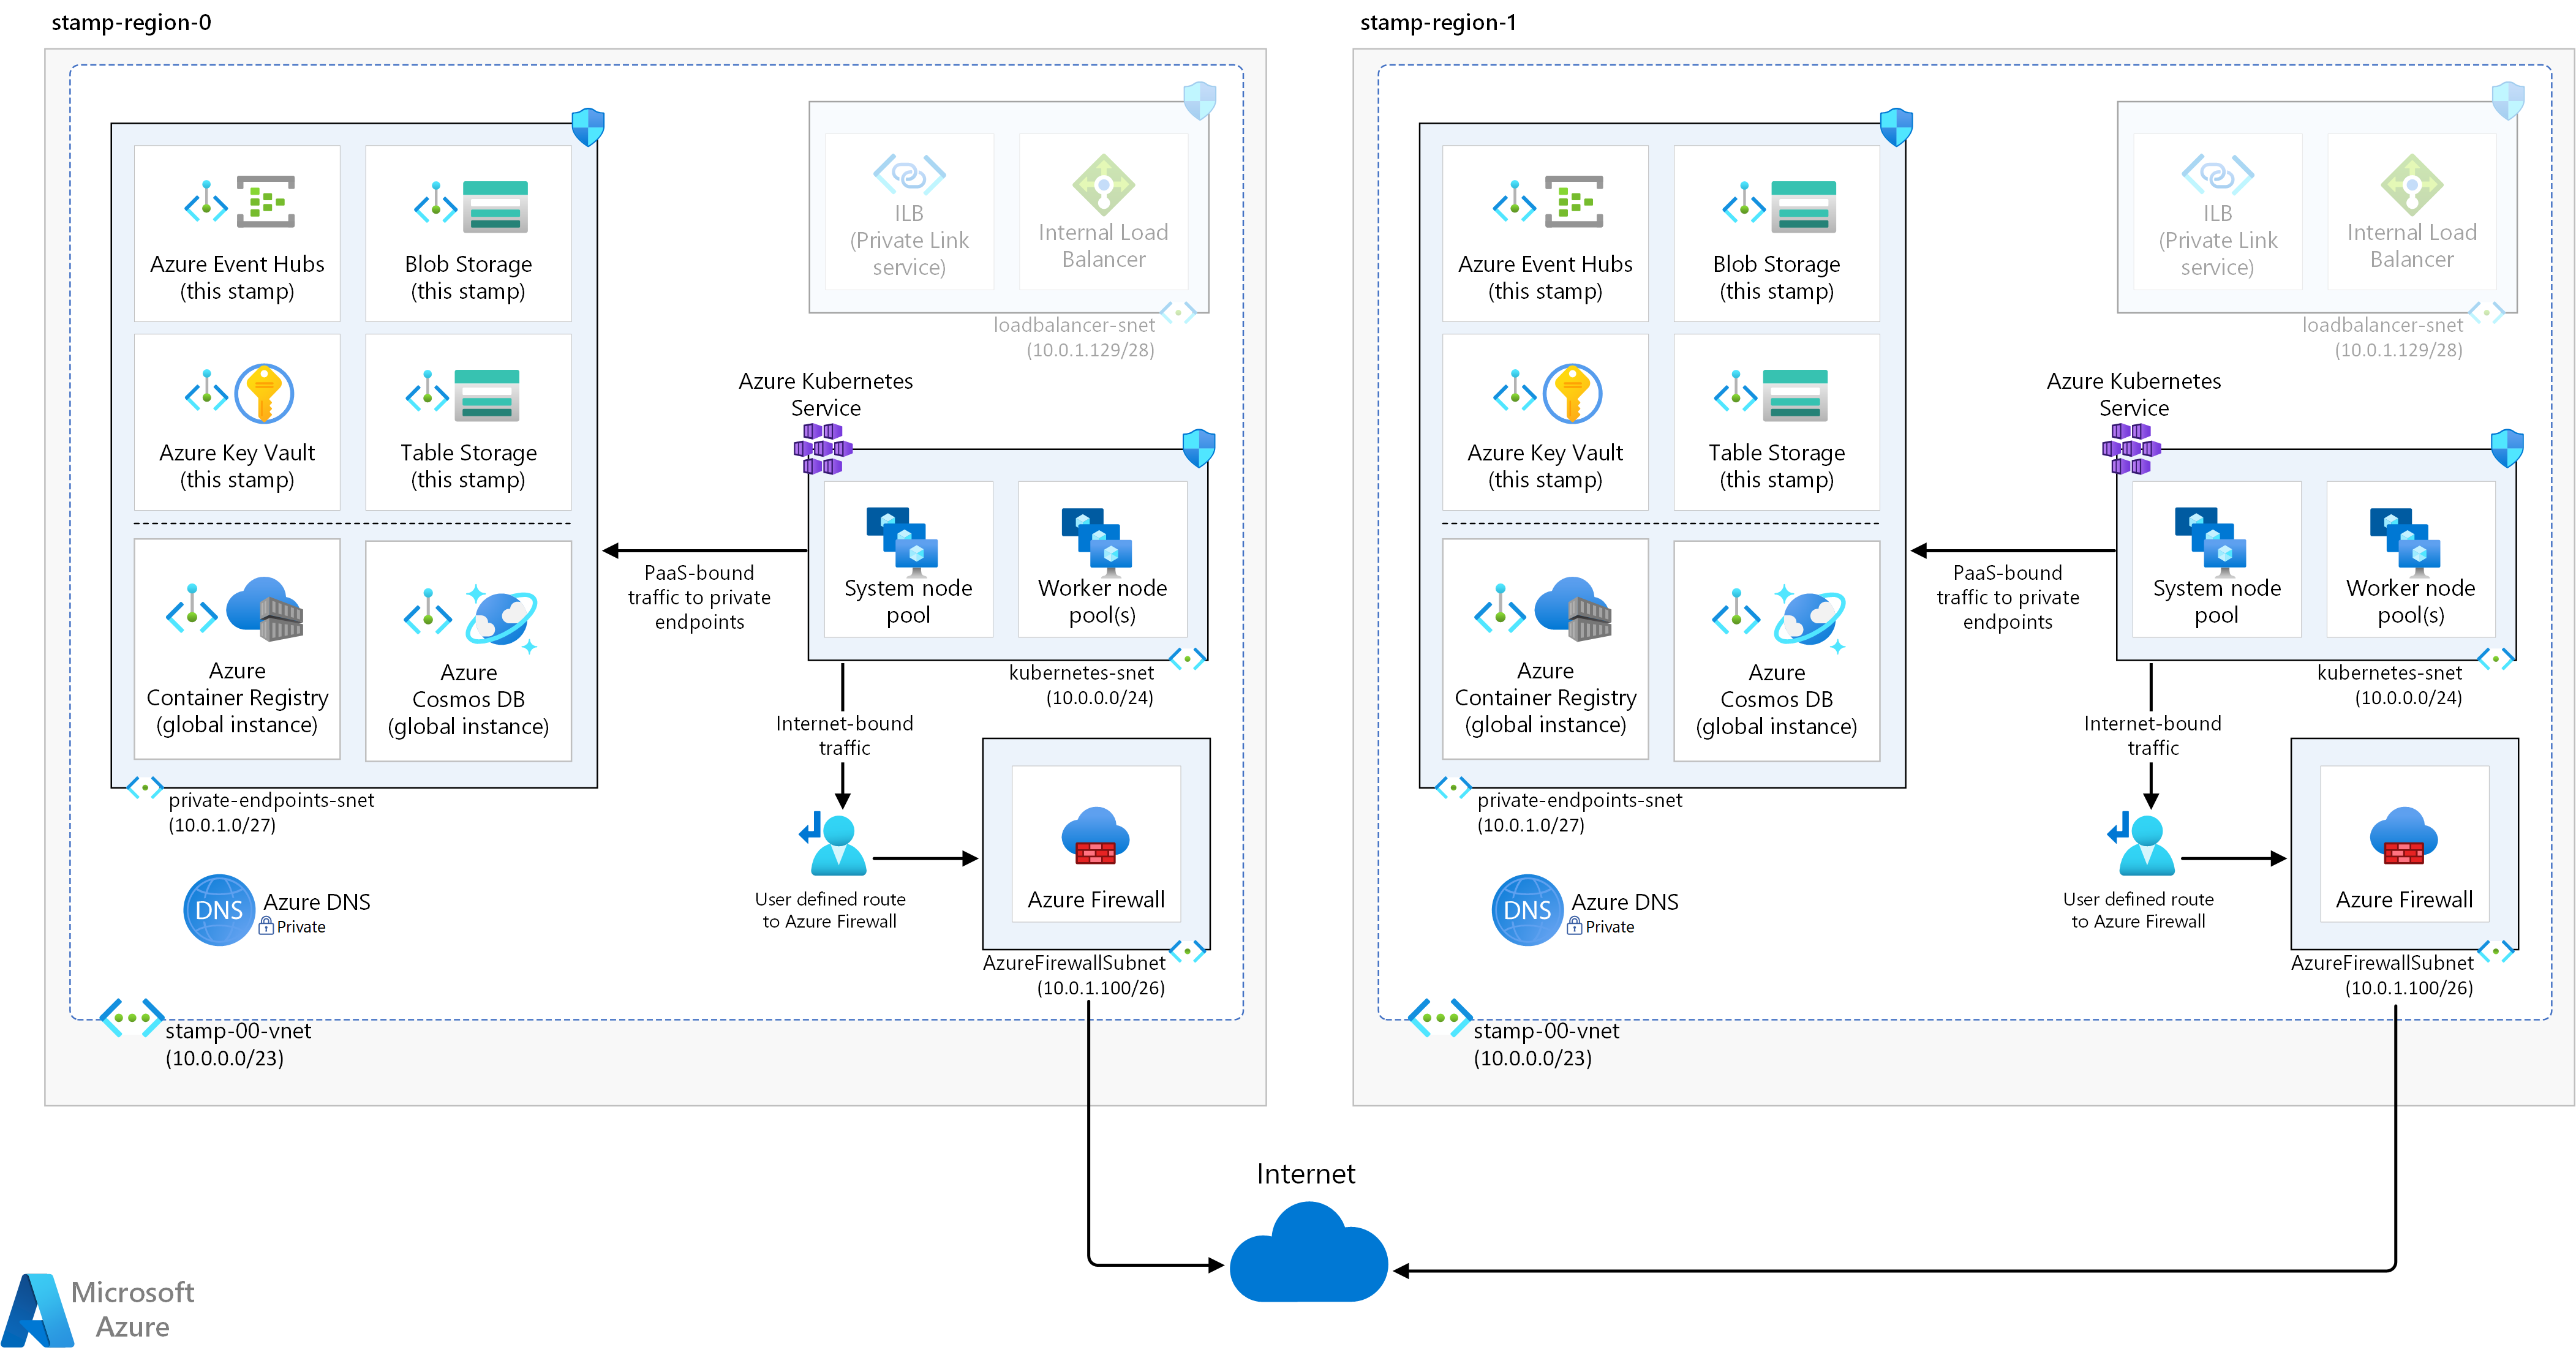 stamp-region-0
Azure Event Hubs
(this stamp)
Blob Storage
(this stamp)
Azure Key Vault
(this stamp)
Table Storage
(this stamp)
Azure
Container Registry
(global instance)
Azure
Cosmos DB
(global instance)
private-endpoints-snet
(10.0.1.0/27)
ILB
(Private Link
service)
Internal Load
Balancer
loadbalancer-snet
(10.0.1.129/28)
Azure Kubernetes
Service
System node
pool
Worker node
pool(s)
kubernetes-snet
(10.0.0.0/24)
PaaS-bound
traffic to private
endpoints
Internet-bound
traffic
User defined route
to Azure Firewall
Azure Firewall
AzureFirewallSubnet
(10.0.1.100/26)
DNS
Azure DNS
Private
stamp-00-vnet
(10.0.0.0/23)
stamp-region-1
Azure Event Hubs
(this stamp)
Blob Storage
(this stamp)
Azure Key Vault
(this stamp)
Table Storage
(this stamp)
Azure
Container Registry
(global instance)
Azure
Cosmos DB
(global instance)
private-endpoints-snet
(10.0.1.0/27)
ILB
(Private Link
service)
Internal Load
Balancer
loadbalancer-snet
(10.0.1.129/28)
Azure Kubernetes
Service
System node
pool
Worker node
pool(s)
kubernetes-snet
(10.0.0.0/24)
PaaS-bound
traffic to private
endpoints
Internet-bound
traffic
User defined route
to Azure Firewall
Azure Firewall
AzureFirewallSubnet
(10.0.1.100/26)
DNS
Azure DNS
Private
stamp-00-vnet
(10.0.0.0/23)
Internet
Microsoft
Azure